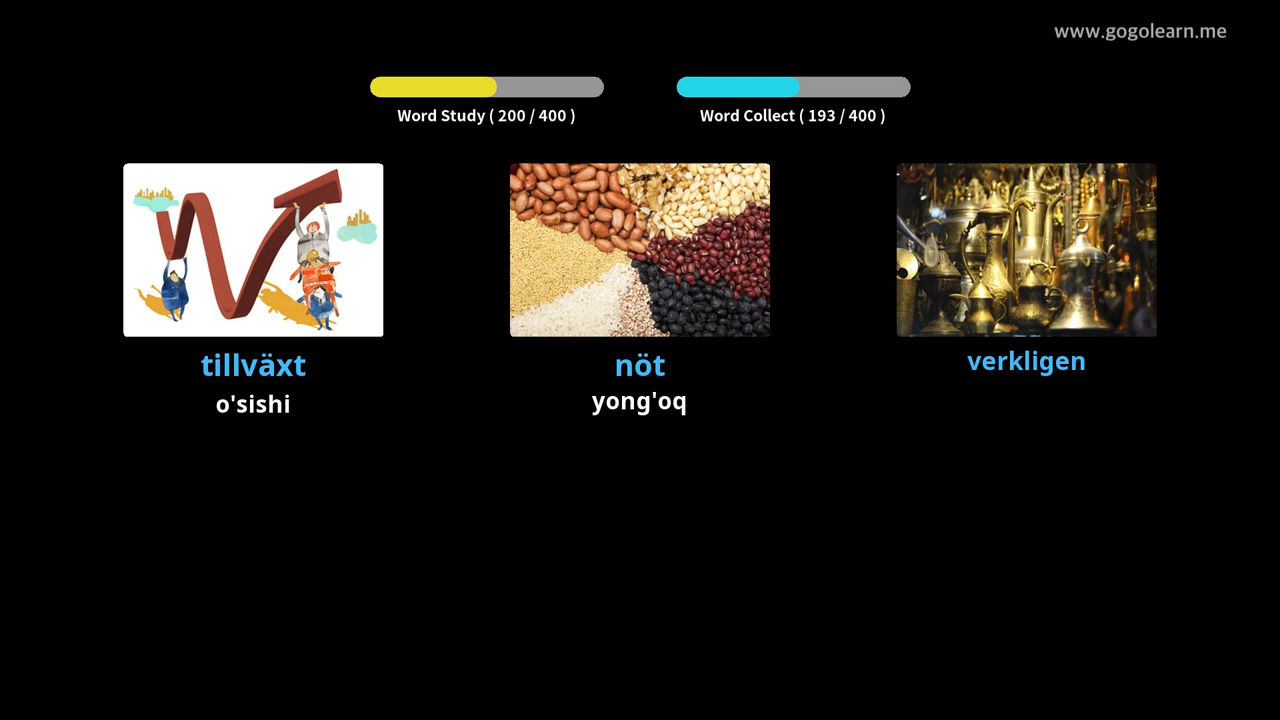 www.gogolearn.me
Word Study ( 200 / 400 )
Word Collect ( 193 / 400 )
tillväxt
o'sishi
nöt
yong'oq
verkligen